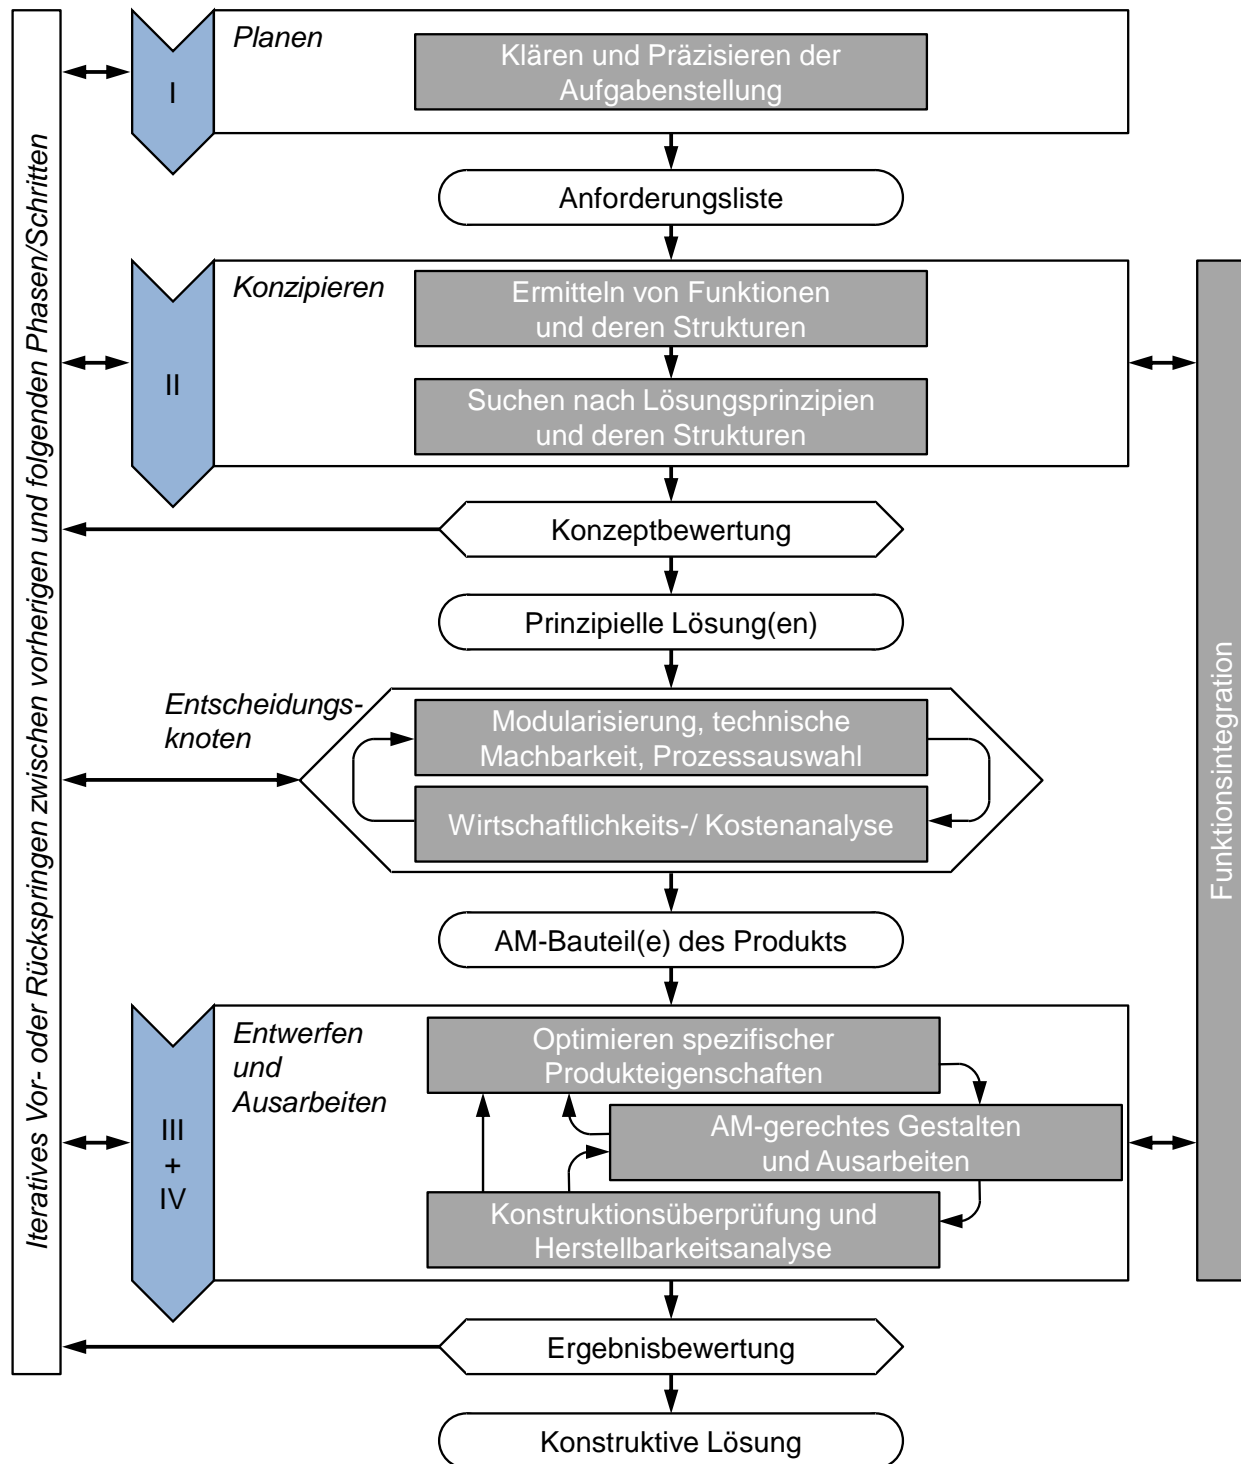 Planen
Klären und Präzisieren der
Aufgabenstellung
I
Anforderungsliste
Konzipieren
Ermitteln von Funktionen
und deren Strukturen
II
Suchen nach Lösungsprinzipien
und deren Strukturen
Konzeptbewertung
Prinzipielle Lösung(en)
Entscheidungs-
knoten
Modularisierung, technische
Machbarkeit, Prozessauswahl
Wirtschaftlichkeits-/ Kostenanalyse
AM-Bauteil(e) des Produkts
Entwerfen
und
Ausarbeiten
Optimieren spezifischer
Produkteigenschaften
III
+
IV
AM-gerechtes Gestalten
und Ausarbeiten
Konstruktionsüberprüfung und
Herstellbarkeitsanalyse
Ergebnisbewertung
Konstruktive Lösung
Iteratives Vor- oder Rückspringen zwischen vorherigen und folgenden Phasen/Schritten
Funktionsintegration